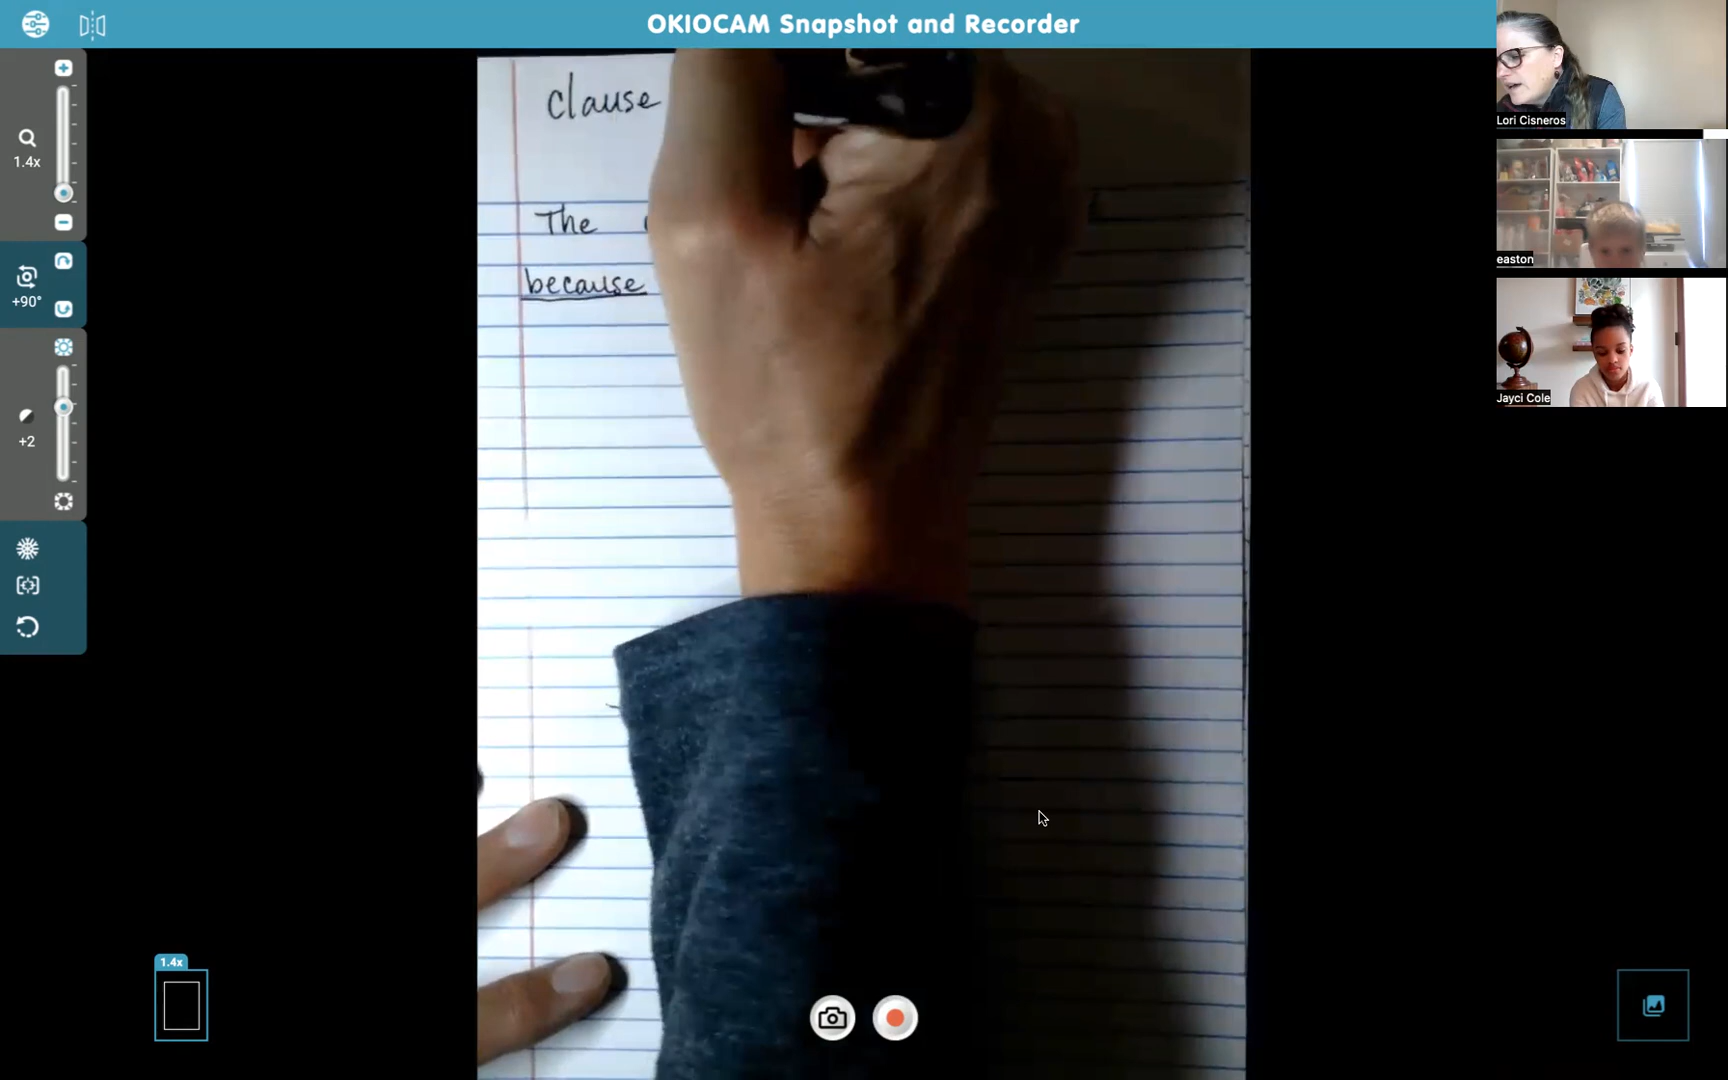 OKIOCAM Snapshot and Recorder
1.4x
+90°
+2
clause
The
because
1.4x
Lori Cisneros
easton
Jayci Cole